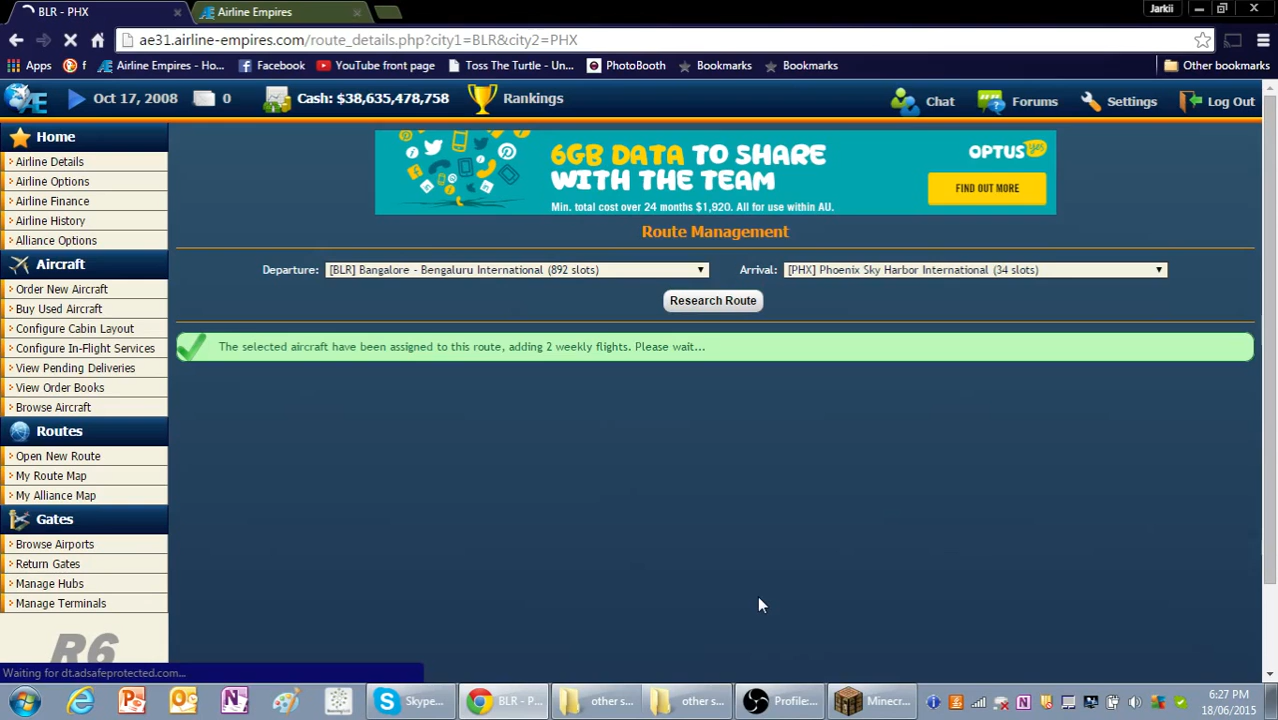 BLR - PHX
Airline Empires
Jarkii
ae31.airline-empires.com/route_details.php?city1=BLR&city2=PHX
Apps
f
Airline Empires - Ho...
Facebook
YouTube front page
Toss The Turtle - Un...
PhotoBooth
Bookmarks
Bookmarks
Other bookmarks
AE
Oct 17, 2008
0
Cash: $38,635,478,758
Rankings
Chat
Forums
Settings
Log Out
Home
Airline Details
Airline Options
Airline Finance
Airline History
Alliance Options
Aircraft
Order New Aircraft
Buy Used Aircraft
Configure Cabin Layout
Configure In-Flight Services
View Pending Deliveries
View Order Books
Browse Aircraft
Routes
Open New Route
My Route Map
My Alliance Map
Gates
Browse Airports
Return Gates
Manage Hubs
Manage Terminals
R6
6GB DATA TO SHARE
WITH THE TEAM
Min. total cost over 24 months $1,920. All for use within AU.
OPTUS yes
FIND OUT MORE
Route Management
Departure: [BLR] Bangalore - Bengaluru International (892 slots)
Arrival: [PHX] Phoenix Sky Harbor International (34 slots)
Research Route
The selected aircraft have been assigned to this route, adding 2 weekly flights. Please wait...
Waiting for dt.adsafeprotected.com...
Skype...
BLR - P...
other s...
other s...
Profile:...
Minecr...
6:27 PM
18/06/2015